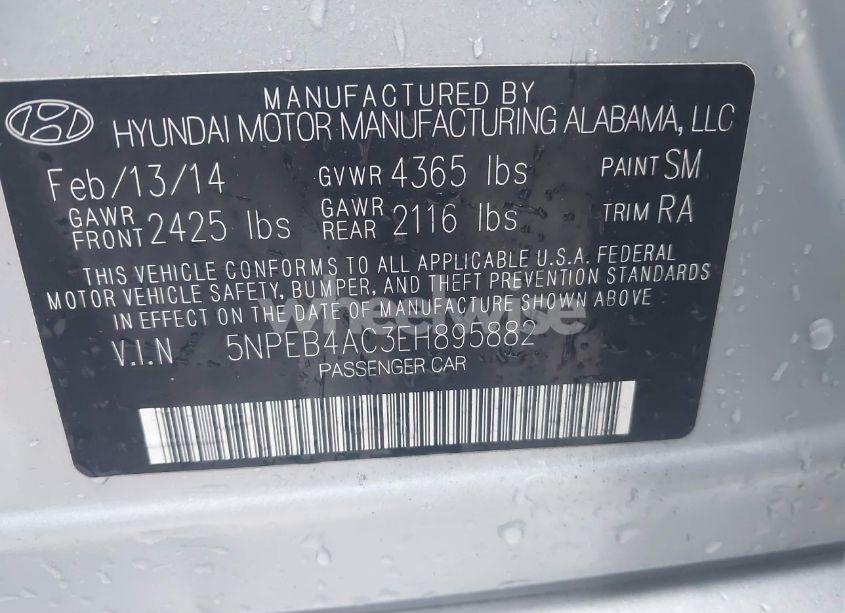 MANUFACTURED BY
HYUNDAI MOTOR MANUFACTURING ALABAMA, LLC
Feb/13/14 GVWR 4365 lbs PAINT SM
GAWR FRONT 2425 lbs GAWR REAR 2116 lbs TRIM RA
THIS VEHICLE CONFORMS TO ALL APPLICABLE U.S.A. FEDERAL
MOTOR VEHICLE SAFETY, BUMPER, AND THEFT PREVENTION STANDARDS
IN EFFECT ON THE DATE OF MANUFACTURE SHOWN ABOVE
wheelwise
V.I.N 5NPEB4AC3EH895882
PASSENGER CAR